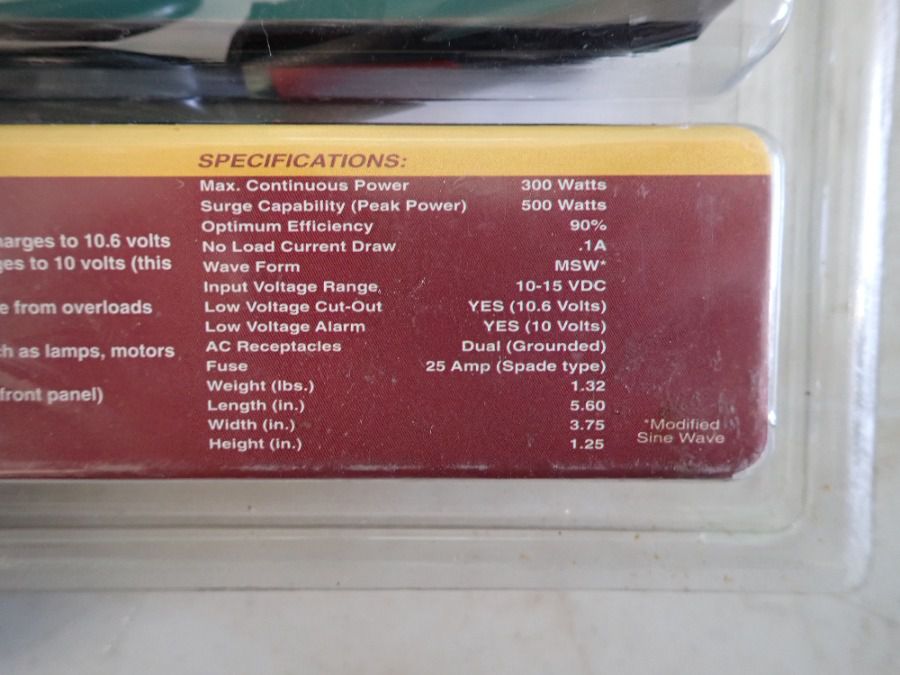 SPECIFICATIONS:
Max. Continuous Power 300 Watts
Surge Capability (Peak Power) 500 Watts
Optimum Efficiency 90%
No Load Current Draw .1A
Wave Form MSW*
Input Voltage Range 10-15 VDC
Low Voltage Cut-Out YES (10.6 Volts)
Low Voltage Alarm YES (10 Volts)
AC Receptacles Dual (Grounded)
Fuse 25 Amp (Spade type)
Weight (lbs.) 1.32
Length (in.) 5.60
Width (in.) 3.75
Height (in.) 1.25
*Modified
Sine Wave
arges to 10.6 volts
ges to 10 volts (this
e from overloads
ch as lamps, motors
front panel)